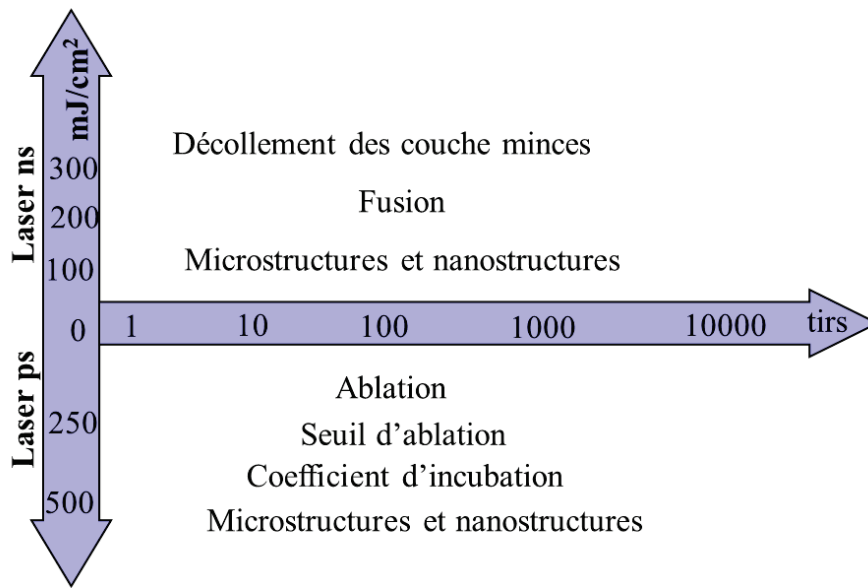 mJ/cm²
Laser ns
Décollement des couche minces
300
Fusion
200
Microstructures et nanostructures
100
0 1 10 100 1000 10000 tirs
Laser ps
Ablation
250
Seuil d’ablation
Coefficient d’incubation
500
Microstructures et nanostructures